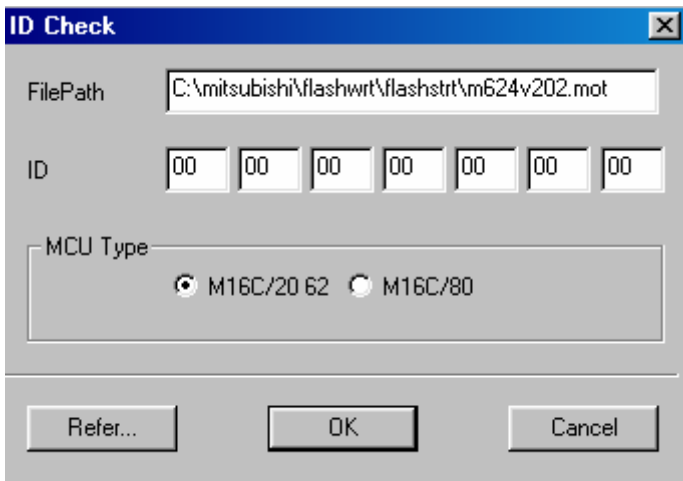 ID Check
FilePath C:\mitsubishi\flashwrt\flashstrt\m624v202.mot
ID 00 00 00 00 00 00 00
MCU Type
M16C/20 62 M16C/80
Refer... OK Cancel